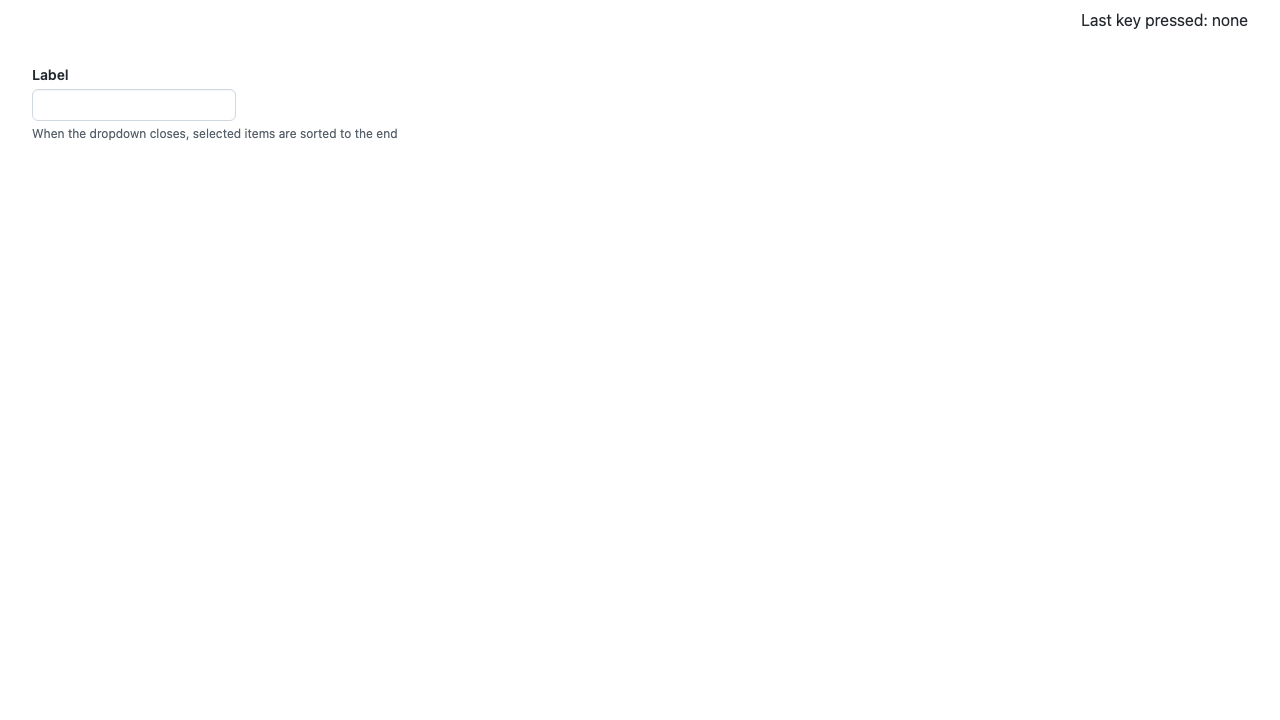 Last key pressed: none
Label
When the dropdown closes, selected items are sorted to the end